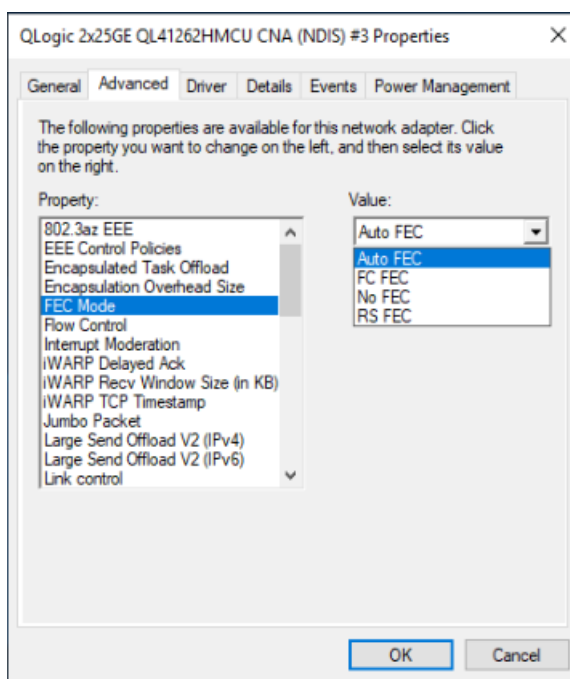 QLogic 2x25GE QL41262HMCU CNA (NDIS) #3 Properties
General Advanced Driver Details Events Power Management
The following properties are available for this network adapter. Click
the property you want to change on the left, and then select its value
on the right.
Property:
802.3az EEE
EEE Control Policies
Encapsulated Task Offload
Encapsulation Overhead Size
FEC Mode
Flow Control
Interrupt Moderation
iWARP Delayed Ack
iWARP Recv Window Size (in KB)
iWARP TCP Timestamp
Jumbo Packet
Large Send Offload V2 (IPv4)
Large Send Offload V2 (IPv6)
Link control
Value:
Auto FEC
Auto FEC
FC FEC
No FEC
RS FEC
OK Cancel